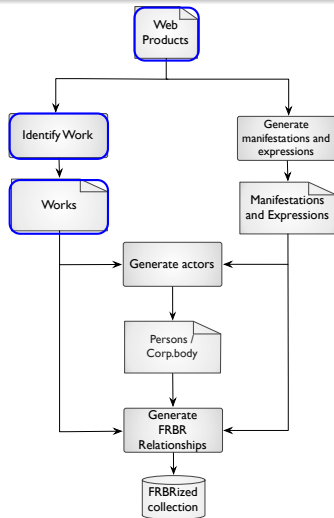 Web
Products
Identify Work
Generate
manifestations and
expressions
Works
Manifestations
and Expressions
Generate actors
Persons /
Corp.body
Generate
FRBR
Relationships
FRBRized
collection